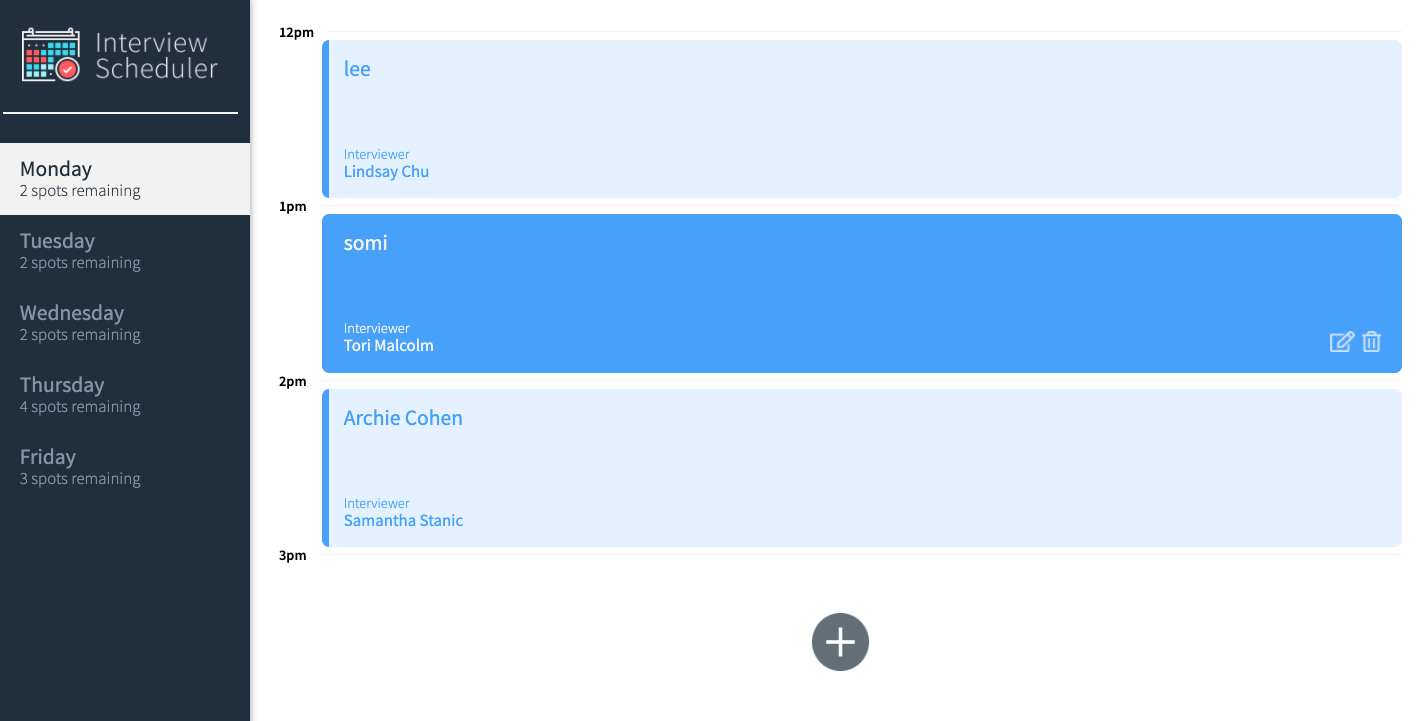 Interview
Scheduler
Monday
2 spots remaining
Tuesday
2 spots remaining
Wednesday
2 spots remaining
Thursday
4 spots remaining
Friday
3 spots remaining
12pm
lee
Interviewer
Lindsay Chu
1pm
somi
Interviewer
Tori Malcolm
2pm
Archie Cohen
Interviewer
Samantha Stanic
3pm